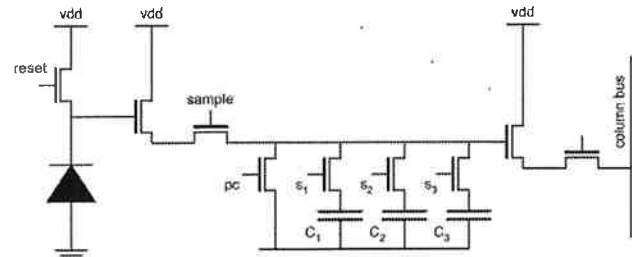 vdd
vdd
vdd
reset
sample
column bus
pc
s1
s2
s3
C1
C2
C3